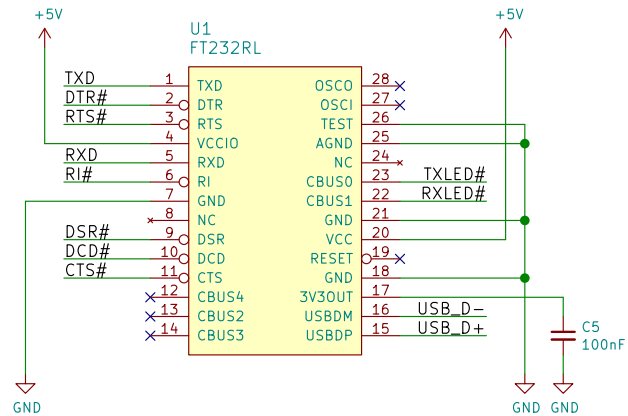 +5V
+5V
U1
FT232RL
TXD 1 TXD OSCO 28
DTR# 2 DTR OSCI 27
RTS# 3 RTS TEST 26
4 VCCIO AGND 25
RXD 5 RXD NC 24
RI# 6 RI CBUS0 23 TXLED#
7 GND CBUS1 22 RXLED#
8 NC GND 21
DSR# 9 DSR VCC 20
DCD# 10 DCD RESET 19
CTS# 11 CTS GND 18
12 CBUS4 3V3OUT 17
13 CBUS2 USBDM 16 USB_D-
14 CBUS3 USBDP 15 USB_D+
C5
100nF
GND
GND
GND